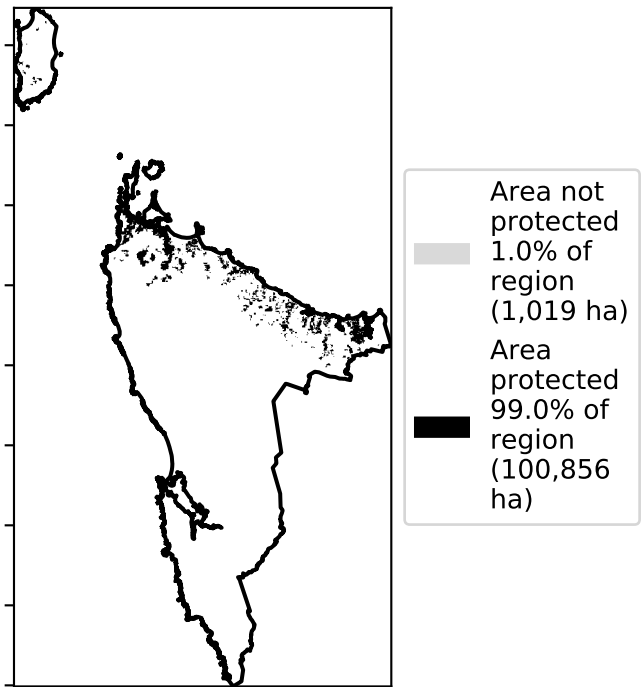 Area not
protected
1.0% of
region
(1,019 ha)
Area
protected
99.0% of
region
(100,856
ha)